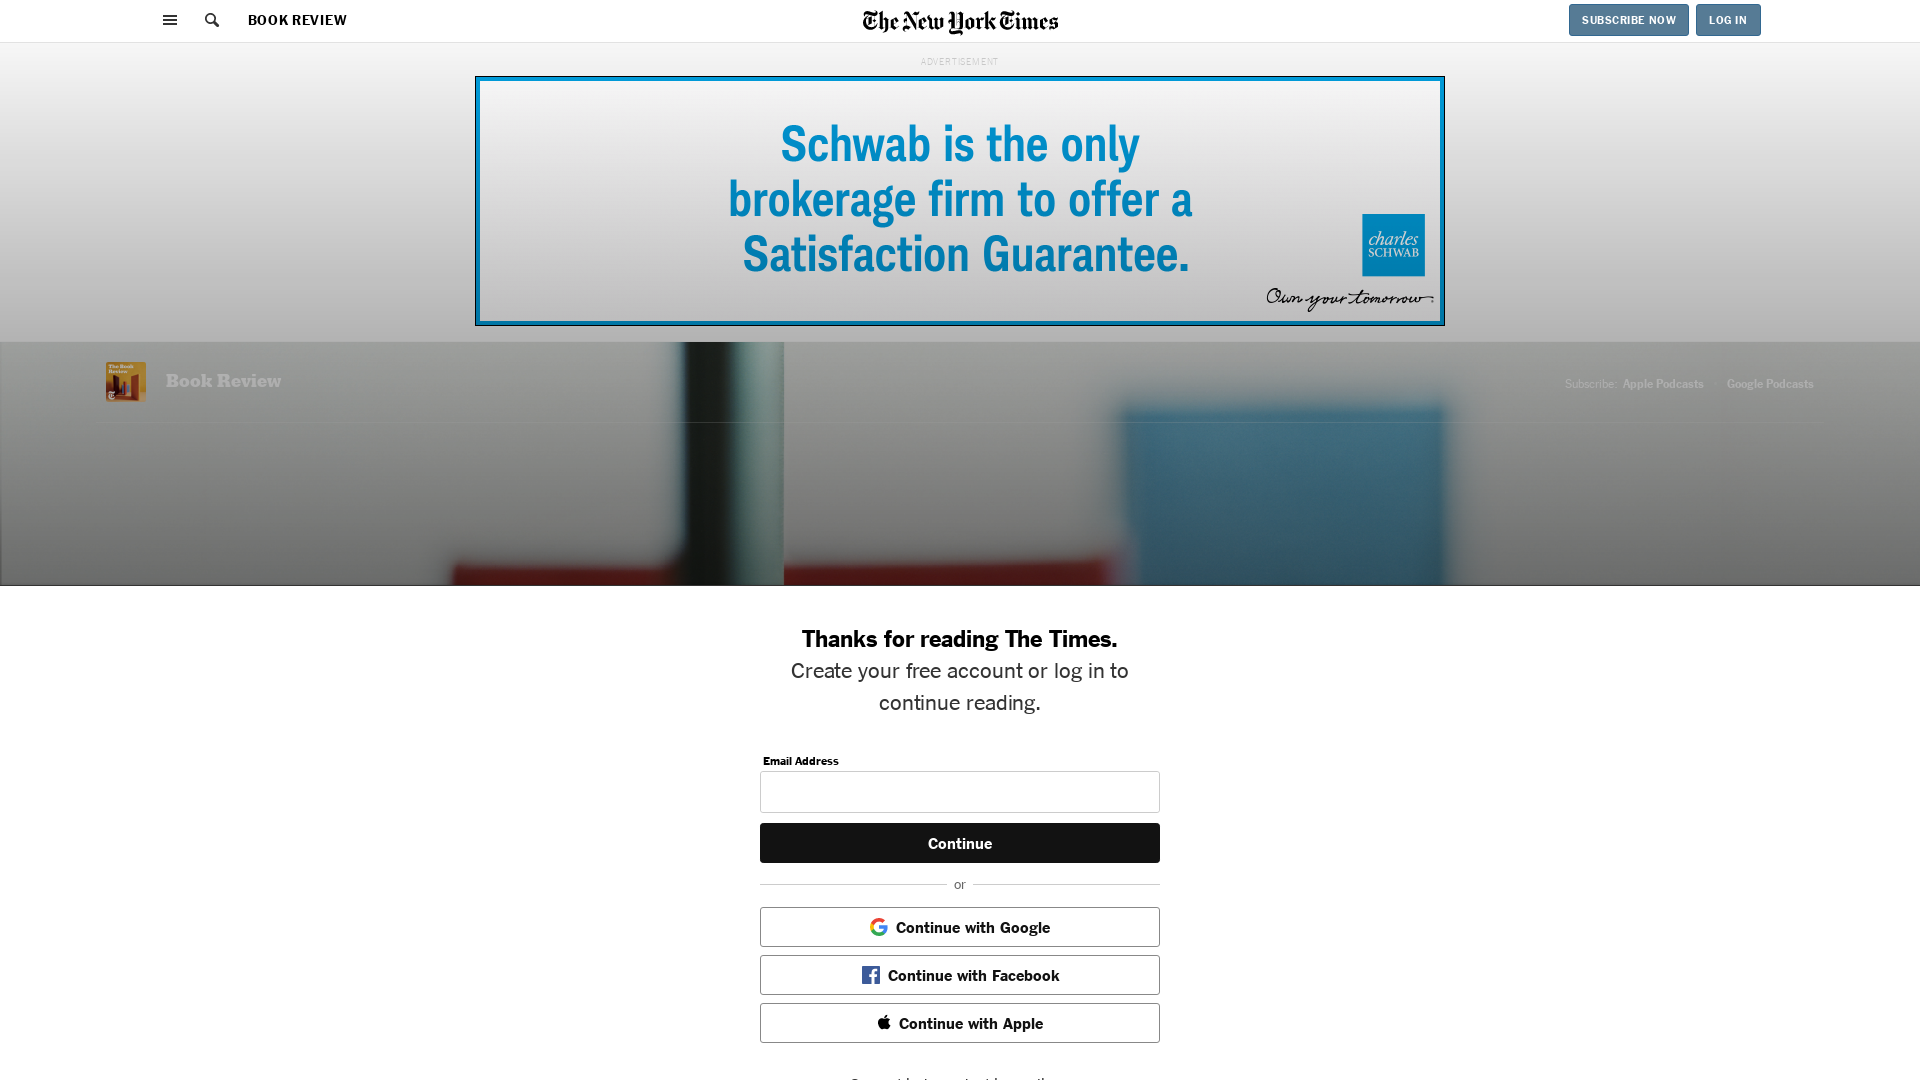 BOOK REVIEW
The New York Times
SUBSCRIBE NOW
LOG IN
ADVERTISEMENT
Schwab is the only
brokerage firm to offer a
Satisfaction Guarantee.
charles
SCHWAB
Own your tomorrow
The Book
Review
Book Review
Subscribe:
Apple Podcasts
Google Podcasts
Thanks for reading The Times.
Create your free account or log in to
continue reading.
Email Address
Continue
or
Continue with Google
Continue with Facebook
Continue with Apple